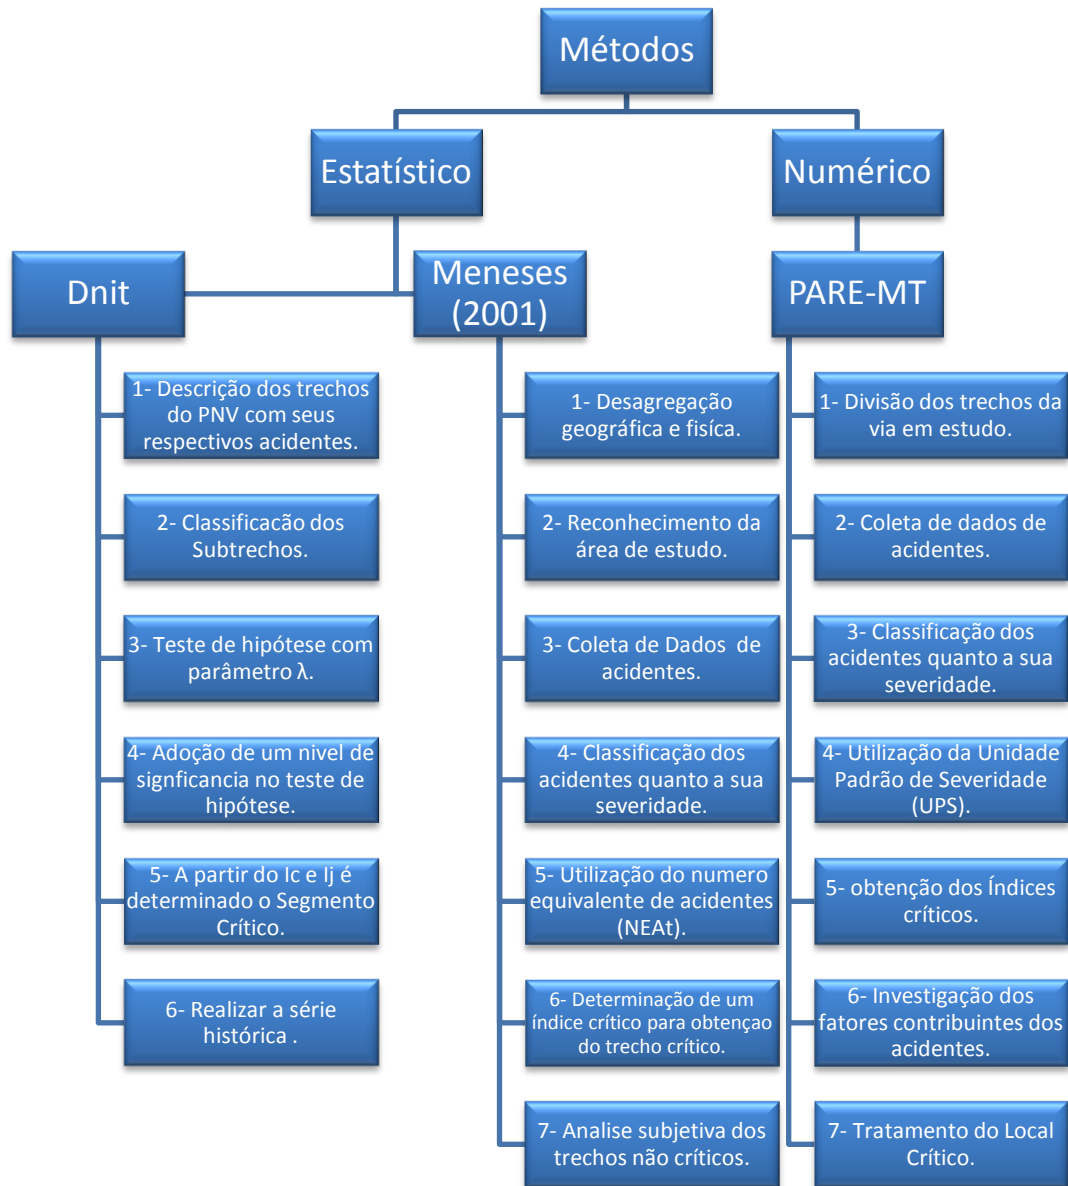 Métodos
Estatístico
Numérico
Dnit
Meneses
(2001)
PARE-MT
1- Descrição dos trechos
do PNV com seus
respectivos acidentes.
2- Classificacão dos
Subtrechos.
3- Teste de hipótese com
parâmetro λ.
4- Adoção de um nivel de
signficancia no teste de
hipótese.
5- A partir do Ic e Ij é
determinado o Segmento
Crítico.
6- Realizar a série
histórica .
1- Desagregação
geográfica e fisíca.
2- Reconhecimento da
área de estudo.
3- Coleta de Dados de
acidentes.
4- Classificação dos
acidentes quanto a sua
severidade.
5- Utilização do numero
equivalente de acidentes
(NEAt).
6- Determinação de um
índice crítico para obtençao
do trecho crítico.
7- Analise subjetiva dos
trechos não críticos.
1- Divisão dos trechos da
via em estudo.
2- Coleta de dados de
acidentes.
3- Classificação dos
acidentes quanto a sua
severidade.
4- Utilização da Unidade
Padrão de Severidade
(UPS).
5- obtenção dos Índices
críticos.
6- Investigação dos
fatores contribuintes dos
acidentes.
7- Tratamento do Local
Crítico.